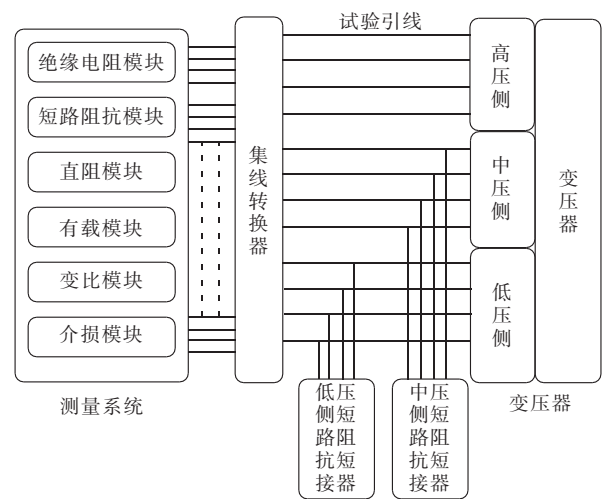 试验引线
绝缘电阻模块
短路阻抗模块
直阻模块
有载模块
变比模块
介损模块
测量系统
集线转换器
高压侧
中压侧
低压侧
变压器
变压器
低压
侧短
路阻
抗短
接器
中压
侧短
路阻
抗短
接器